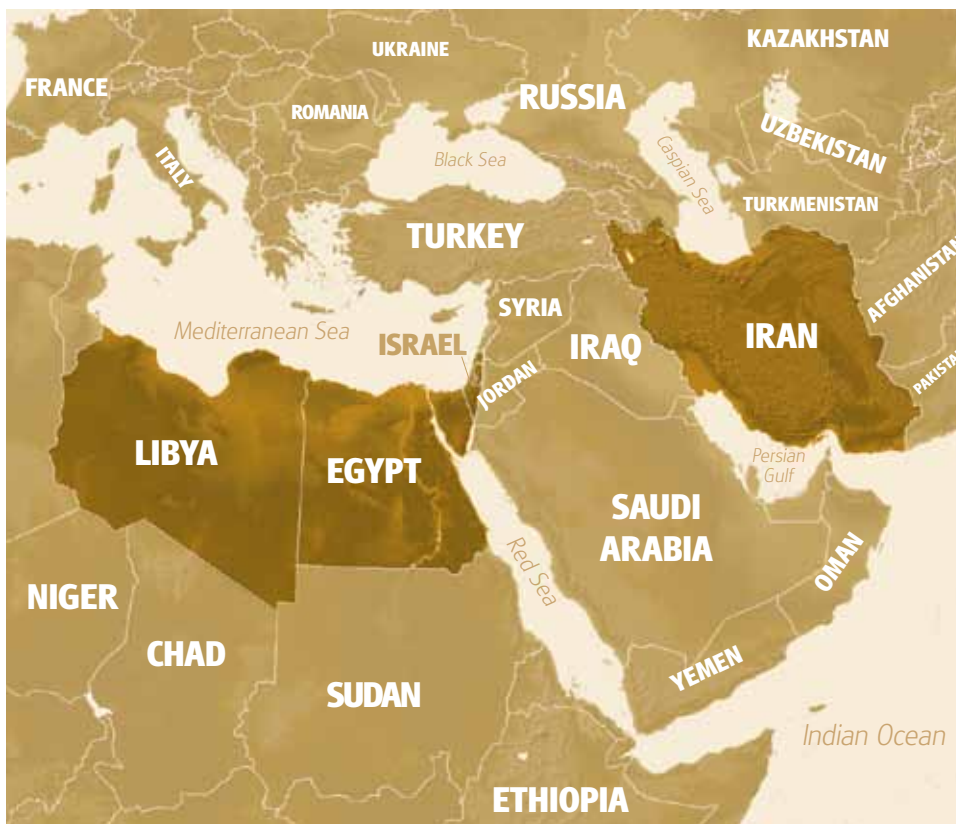 KAZAKHSTAN
UKRAINE
FRANCE
RUSSIA
ROMANIA
UZBEKISTAN
Black Sea
ITALY
Caspian Sea
TURKMENISTAN
TURKEY
AFGHANISTAN
SYRIA
Mediterranean Sea
ISRAEL
IRAQ
IRAN
JORDAN
PAKISTAN
LIBYA
EGYPT
Persian
Gulf
SAUDI
ARABIA
OMAN
Red Sea
NIGER
CHAD
YEMEN
SUDAN
Indian Ocean
ETHIOPIA